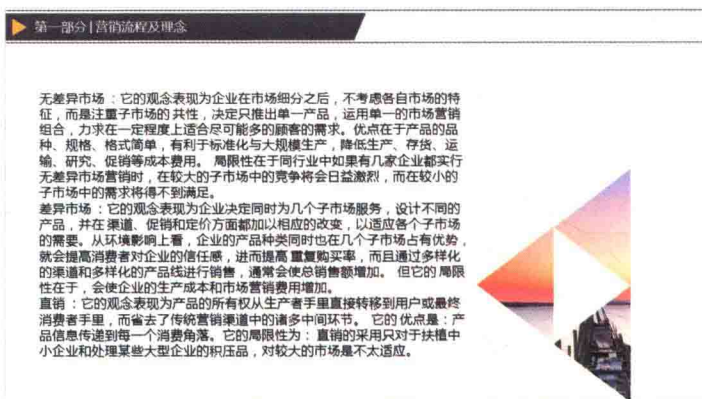 第一部分|营销流程及理念
无差异市场：它的观念表现为企业在市场细分之后，不考虑各自市场的特
征，而是注重子市场的 共性，决定只推出单一产品，运用单一的市场营销
组合，力求在一定程度上适合尽可能多的顾客的需求。优点在于产品的品
种、规格、格式简单，有利于标准化与大规模生产，降低生产、存货、运
输、研究、促销等成本费用。 局限性在于同行业中如果有几家企业都实行
无差异市场营销时，在较大的子市场中的竞争将会日益激烈，而在较小的
子市场中的需求将得不到满足。
差异市场：它的观念表现为企业决定同时为几个子市场服务，设计不同的
产品，并在 渠道、促销和定价方面都加以相应的改变，以适应各个子市场
的需要。从环境影响上看，企业的产品种类同时也在几个子市场占有优势，
就会提高消费者对企业的信任感，进而提高 重复购买率，而且通过多样化
的渠道和多样化的产品线进行销售，通常会使总销售额增加。 但它的 局限
性在于，会使企业的生产成本和市场营销费用增加。
直销：它的观念表现为产品的所有权从生产者手里直接转移到用户或最终
消费者手里，而省去了传统营销渠道中的诸多中间环节。 它的 优点是：产
品信息传递到每一个消费角落。它的局限性为： 直销的采用只对于扶植中
小企业和处理某些大型企业的积压品，对较大的市场是不太适应。